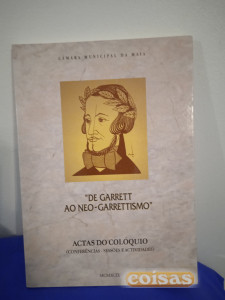 CÂMARA MUNICIPAL DA MAIA
"DE GARRETT
AO NEO-GARRETTISMO"
ACTAS DO COLÓQUIO
coisas